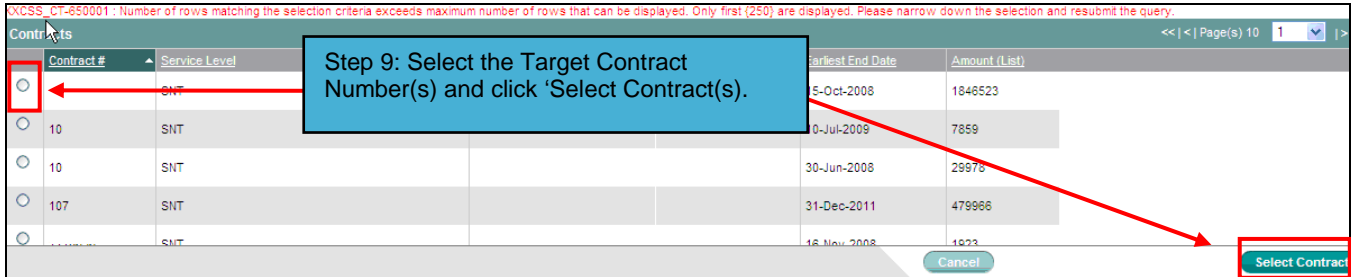 XXCSS_CT-650001 : Number of rows matching the selection criteria exceeds maximum number of rows that can be displayed. Only first {250} are displayed. Please narrow down the selection and resubmit the query.
Contracts << | < | Page(s) 10 1 | >
Contract # Service Level Earliest End Date Amount (List)
Step 9: Select the Target Contract
Number(s) and click ‘Select Contract(s).
SNT 15-Oct-2008 1846523
10 SNT 10-Jul-2009 7859
10 SNT 30-Jun-2008 29978
107 SNT 31-Dec-2011 479966
SNT 16-Nov-2008 1923
Cancel Select Contract